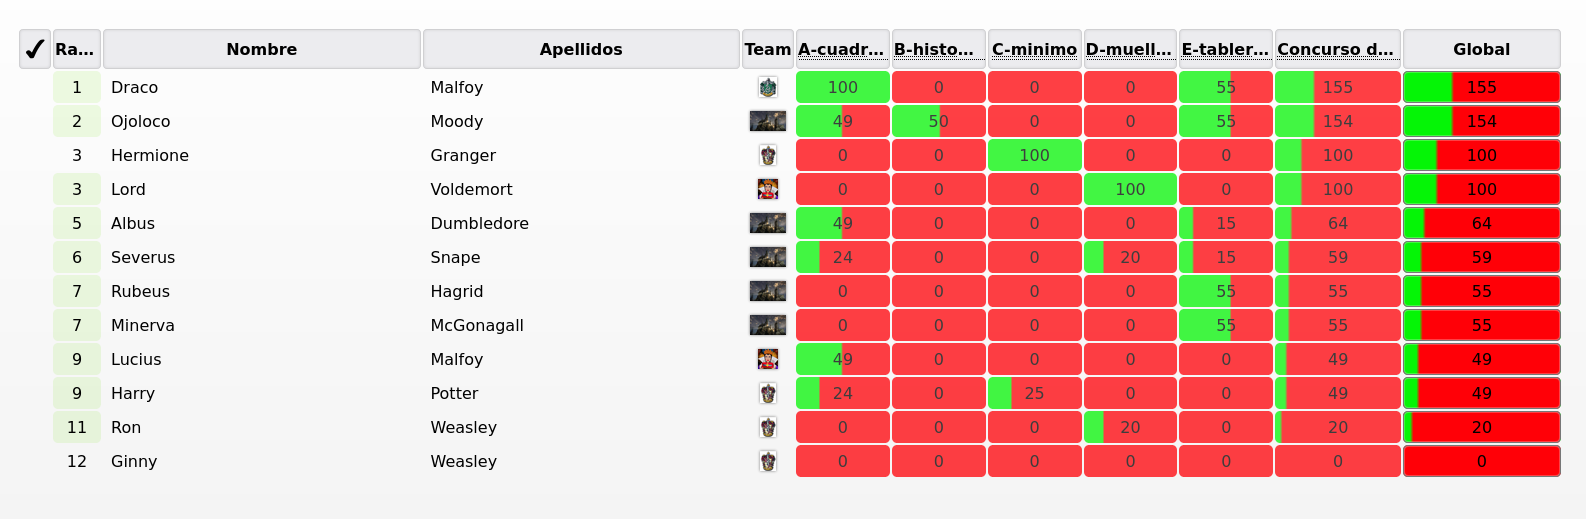 ✔ Ra... Nombre Apellidos Team A-cuadr... B-histo... C-minimo D-muell... E-tabler... Concurso d... Global
1 Draco Malfoy 100 0 0 0 55 155 155
2 Ojoloco Moody 49 50 0 0 55 154 154
3 Hermione Granger 0 0 100 0 0 100 100
3 Lord Voldemort 0 0 0 100 0 100 100
5 Albus Dumbledore 49 0 0 0 15 64 64
6 Severus Snape 24 0 0 20 15 59 59
7 Rubeus Hagrid 0 0 0 0 55 55 55
7 Minerva McGonagall 0 0 0 0 55 55 55
9 Lucius Malfoy 49 0 0 0 0 49 49
9 Harry Potter 24 0 25 0 0 49 49
11 Ron Weasley 0 0 0 20 0 20 20
12 Ginny Weasley 0 0 0 0 0 0 0